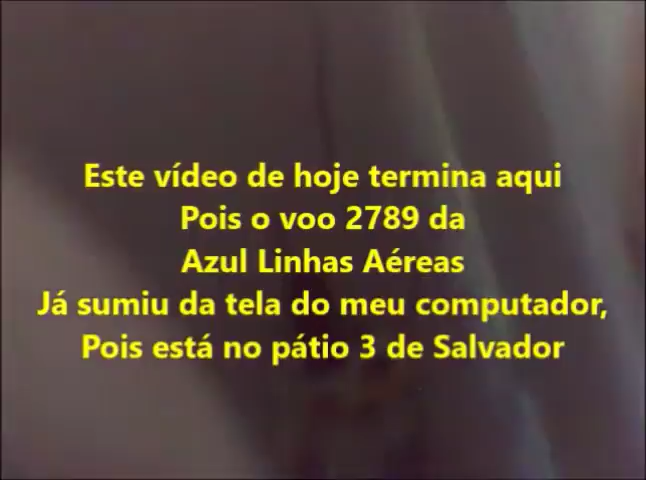 Este vídeo de hoje termina aqui
Pois o voo 2789 da
Azul Linhas Aéreas
Já sumiu da tela do meu computador,
Pois está no pátio 3 de Salvador